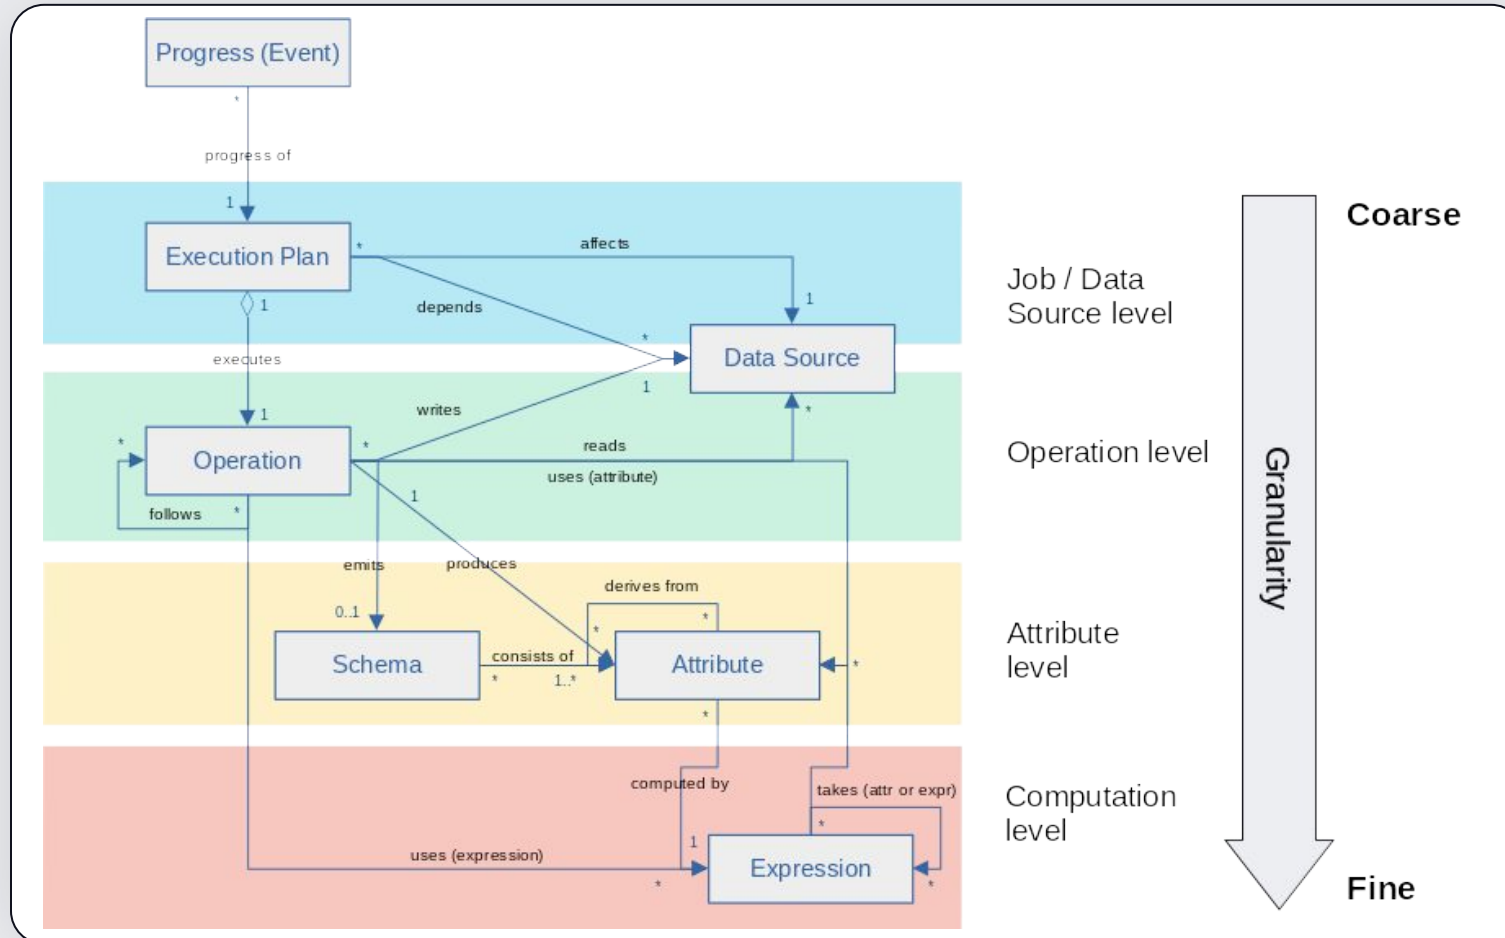 Progress (Event)
*
progress of
1
Execution Plan
*
affects
1
1
depends
*
executes
Data Source
1
1
writes
*
*
Operation
*
reads
uses (attribute)
1
follows
*
emits
produces
derives from
0..1
*
*
Schema
consists of
Attribute
*
1..*
*
*
computed by
takes (attr or expr)
*
1
uses (expression)
Expression
*
*
Job / Data
Source level
Operation level
Attribute
level
Computation
level
Coarse
Granularity
Fine